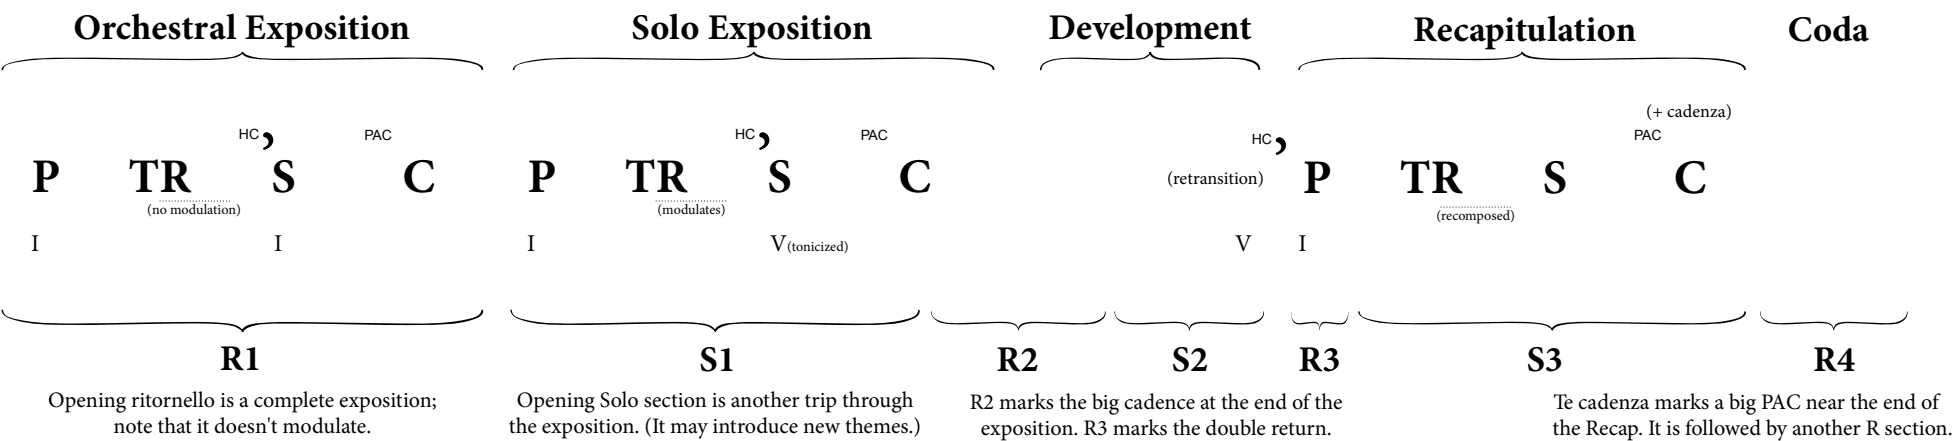 Orchestral Exposition Solo Exposition Development Recapitulation Coda
(+ cadenza)
HC , PAC HC , PAC HC , PAC
P TR S C P TR S C (retransition) P TR S C
(no modulation) (modulates) (recomposed)
I I I V(tonicized) V I
R1 S1 R2 S2 R3 S3 R4
Opening ritornello is a complete exposition;
note that it doesn't modulate.
Opening Solo section is another trip through
the exposition. (It may introduce new themes.)
R2 marks the big cadence at the end of the
exposition. R3 marks the double return.
Te cadenza marks a big PAC near the end of
the Recap. It is followed by another R section.